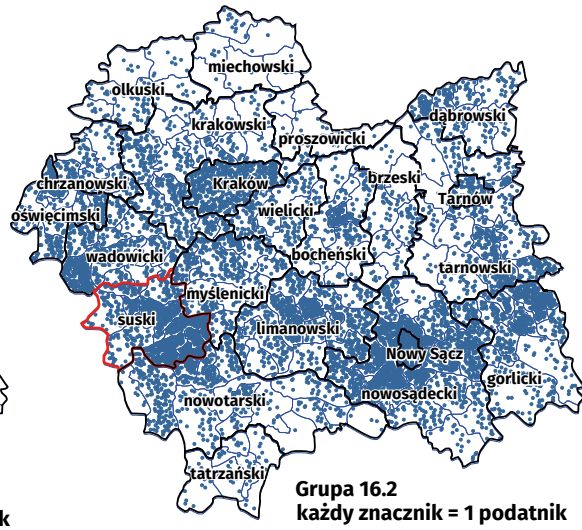 miechowski
olkuski
dąbrowski
krakowski
proszowicki
chrzanowski
Kraków
brzeski
Tarnów
oświęcimski
wielicki
wadowicki
bocheński
tarnowski
myślenicki
suski
limanowski
Nowy Sącz
gorlicki
nowosądecki
nowotarski
tatrzański
Grupa 16.2
każdy znacznik = 1 podatnik
k